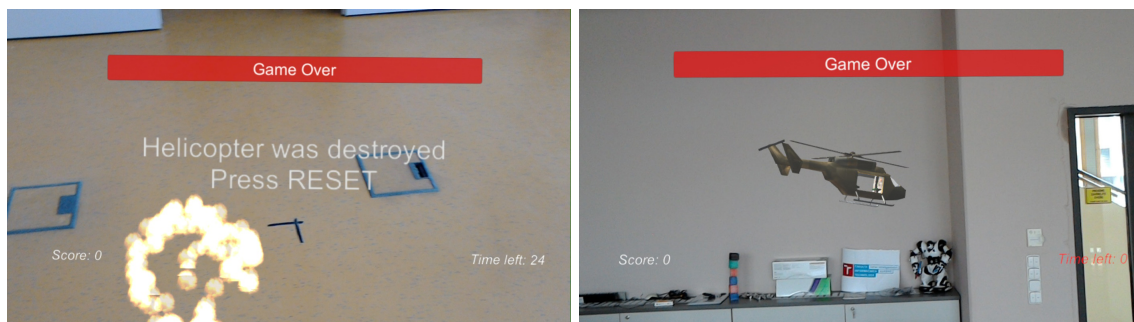 Game Over
Helicopter was destroyed
Press RESET
Score: 0
Time left: 24
Game Over
Score: 0
Time left: 0